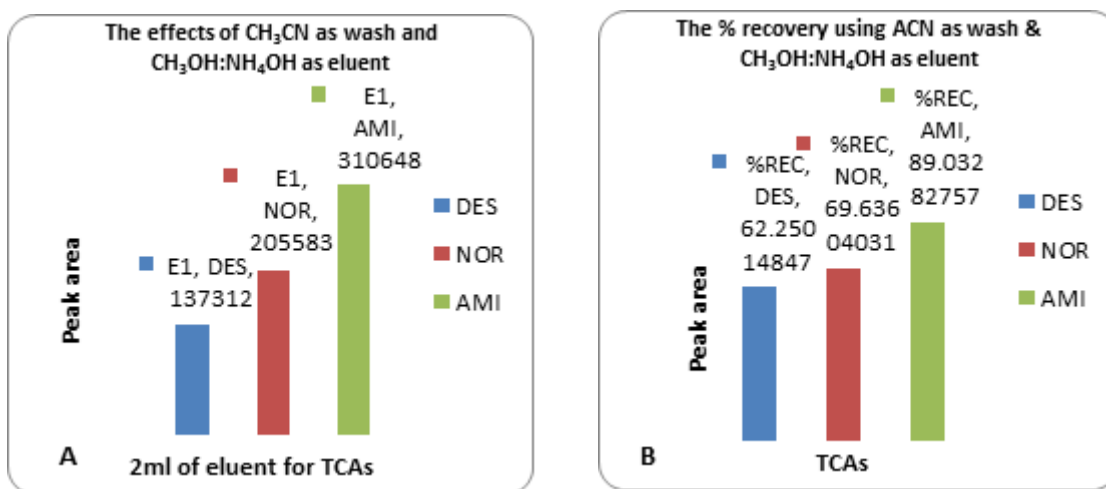 The effects of CH₃CN as wash and
CH₃OH:NH₄OH as eluent
E1,
AMI,
310648
E1,
NOR,
205583
E1, DES,
137312
DES
NOR
AMI
Peak area
A
2ml of eluent for TCAs
The % recovery using ACN as wash &
CH₃OH:NH₄OH as eluent
%REC,
AMI,
89.032
82757
%REC,
NOR,
69.636
04031
%REC,
DES,
62.250
14847
DES
NOR
AMI
Peak area
B
TCAs